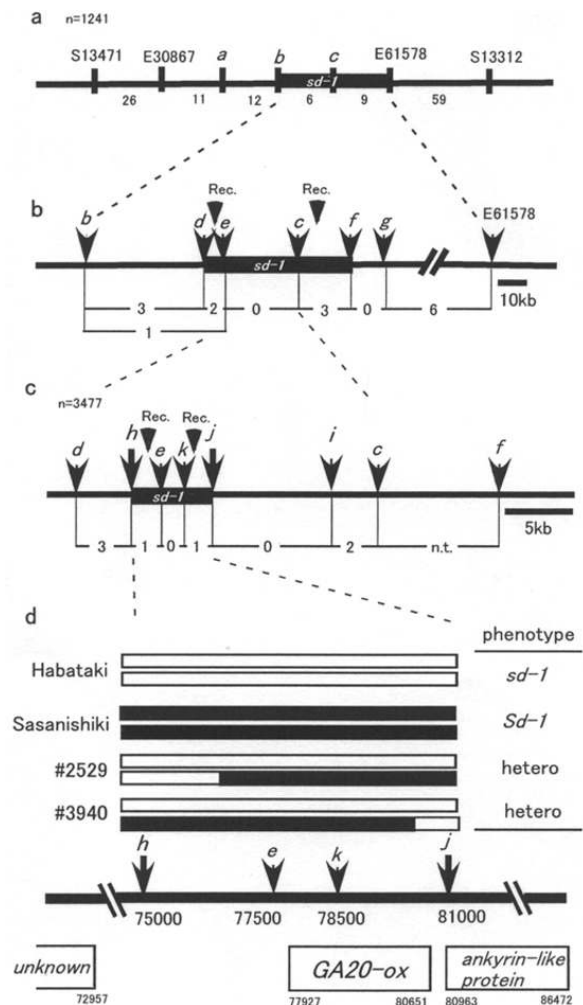 a n=1241
S13471 E30867 a b c E61578 S13312
sd-1
26 11 12 6 9 59
b
Rec. Rec.
b d e c f g E61578
sd-1
10kb
3 2 0 3 0 6
1
c
n=3477
Rec. Rec.
d h e k j i c f
sd-1
5kb
3 1 0 1 0 2 n.t.
d
phenotype
Habataki sd-1
Sasanishiki Sd-1
#2529 hetero
#3940 hetero
h e k j
75000 77500 78500 81000
unknown GA20-ox ankyrin-like
protein
72957 77927 80651 80963 86472